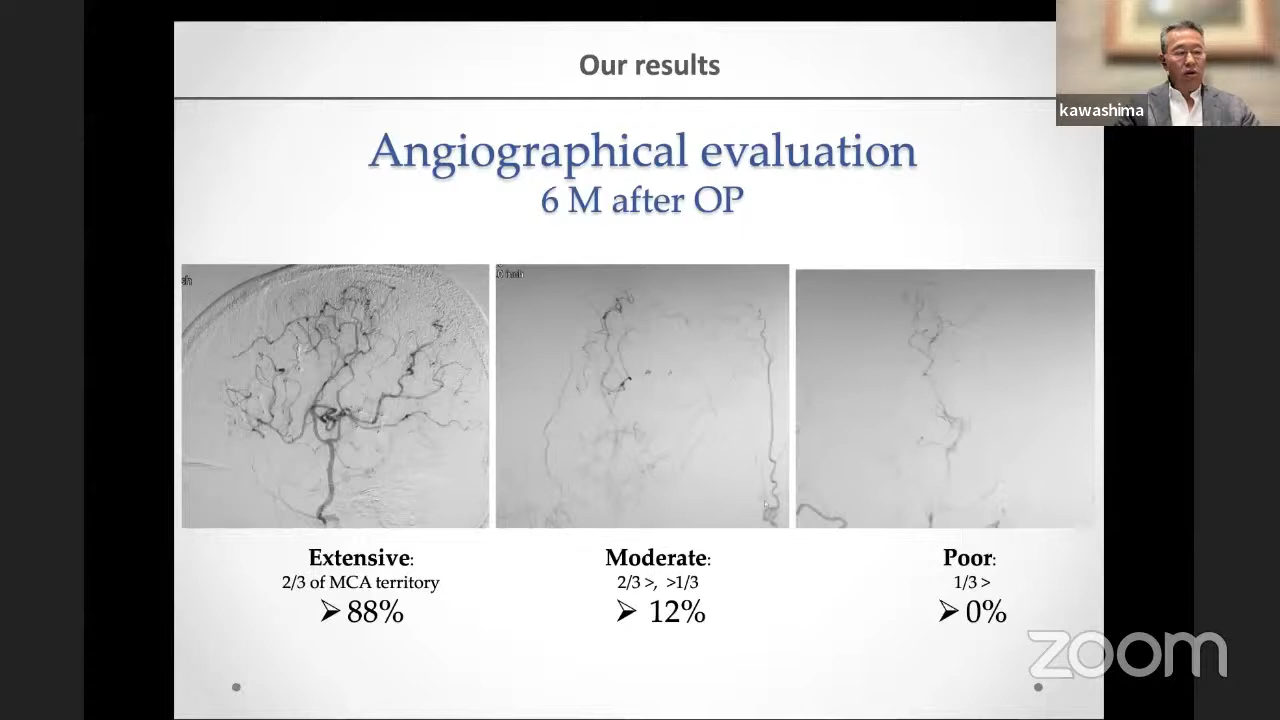 Our results
kawashima
Angiographical evaluation
6 M after OP
Extensive:
2/3 of MCA territory
➢ 88%
Moderate:
2/3 >, >1/3
➢ 12%
Poor:
1/3 >
➢ 0%
zoom